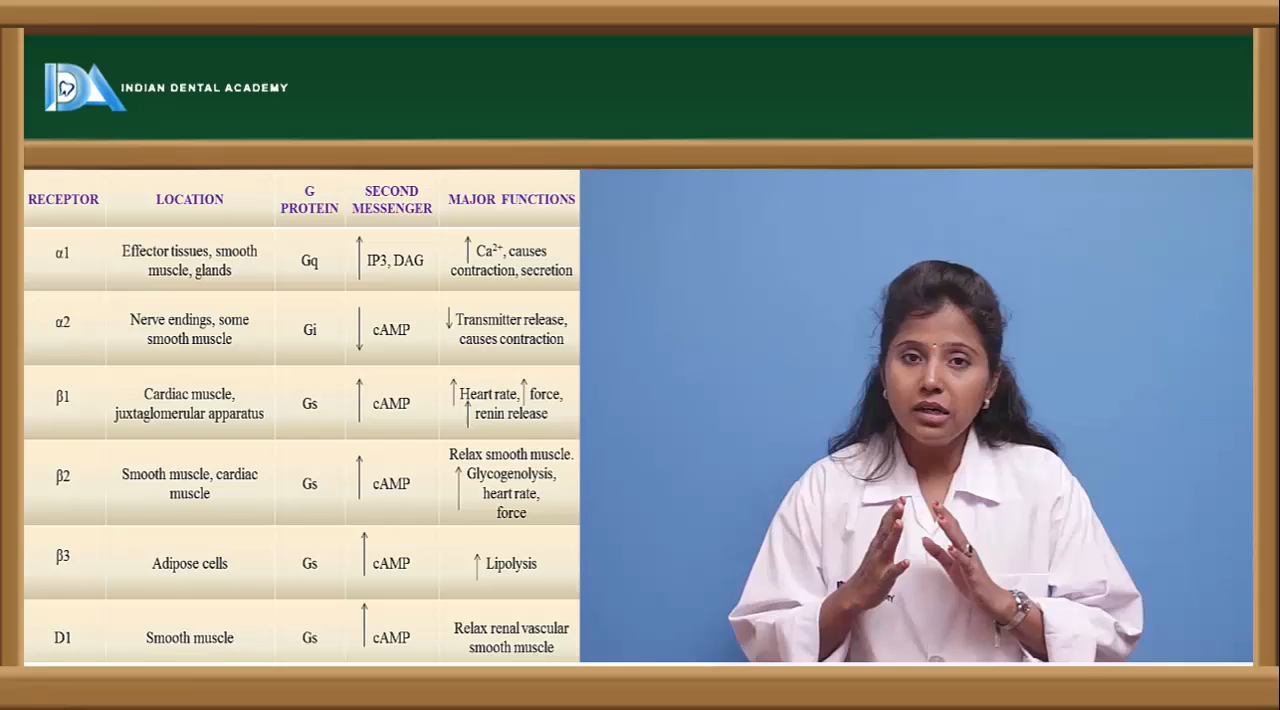 IDA INDIAN DENTAL ACADEMY
RECEPTOR LOCATION G PROTEIN SECOND MESSENGER MAJOR FUNCTIONS
α1
Effector tissues, smooth
muscle, glands
Gq
↑ IP3, DAG
↑ Ca²⁺, causes
contraction, secretion
α2
Nerve endings, some
smooth muscle
Gi
↓ cAMP
↓ Transmitter release,
causes contraction
β1
Cardiac muscle,
juxtaglomerular apparatus
Gs
↑ cAMP
↑ Heart rate, ↑ force,
↑ renin release
β2
Smooth muscle, cardiac
muscle
Gs
↑ cAMP
Relax smooth muscle.
↑ Glycogenolysis,
heart rate,
force
β3
Adipose cells
Gs
↑ cAMP
↑ Lipolysis
D1
Smooth muscle
Gs
↑ cAMP
Relax renal vascular
smooth muscle